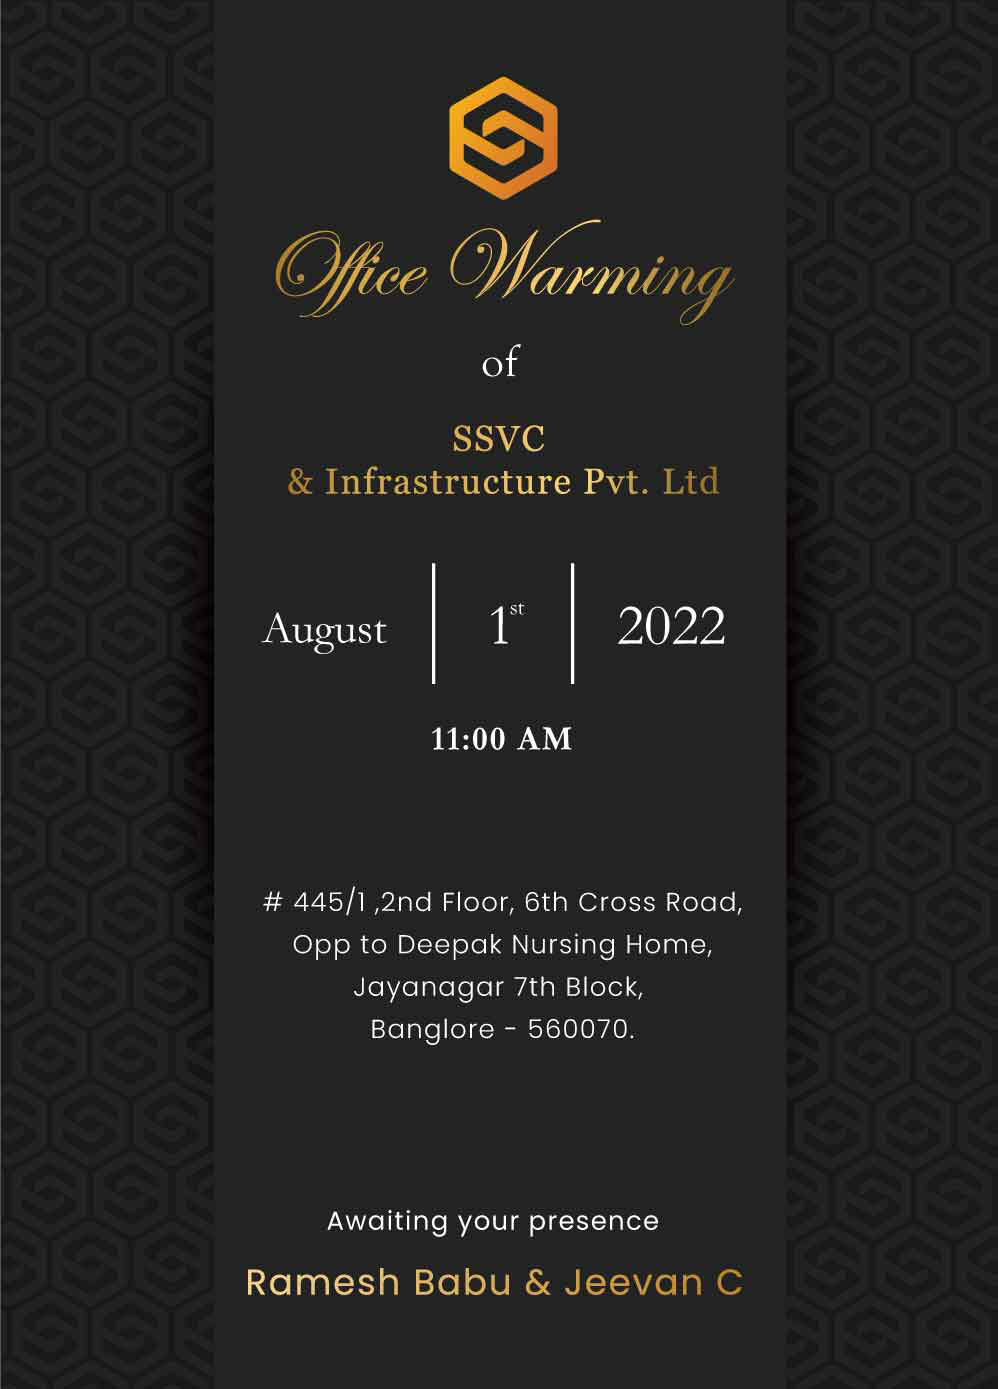 Office Warming
of
SSVC
& Infrastructure Pvt. Ltd
August 1st 2022
11:00 AM
# 445/1 ,2nd Floor, 6th Cross Road,
Opp to Deepak Nursing Home,
Jayanagar 7th Block,
Banglore - 560070.
Awaiting your presence
Ramesh Babu & Jeevan C